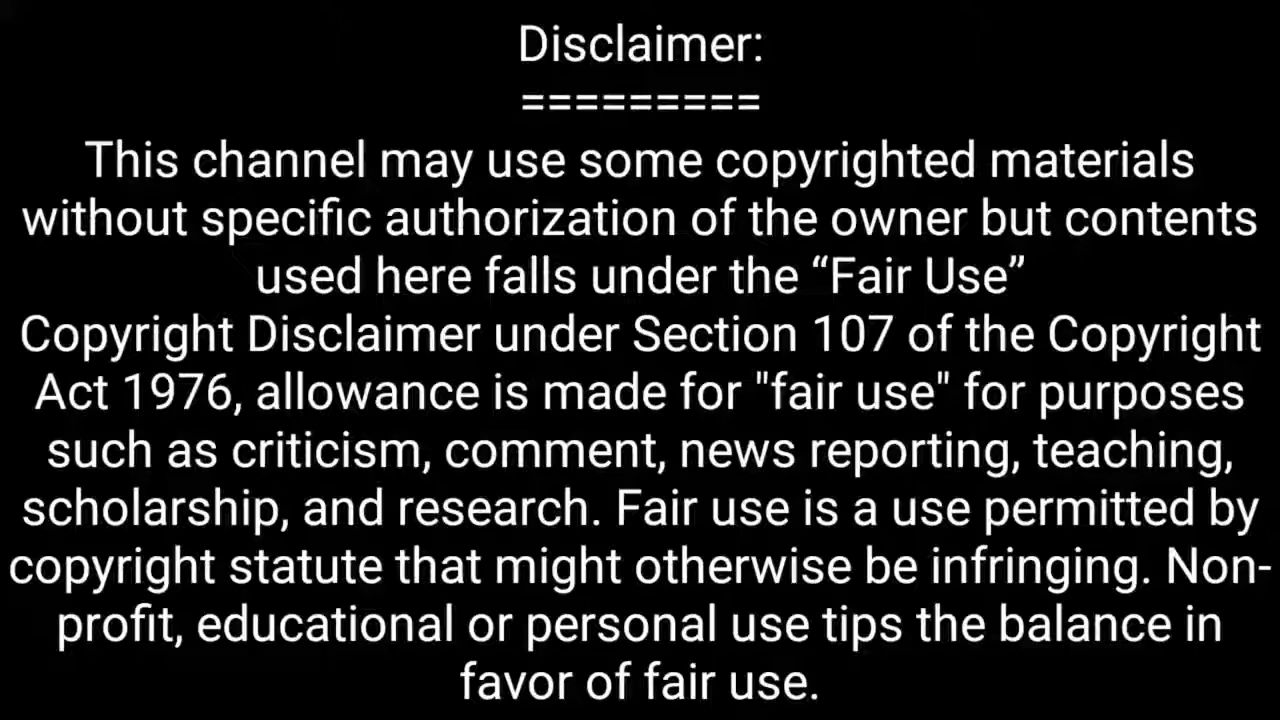 Disclaimer:
=========
This channel may use some copyrighted materials
without specific authorization of the owner but contents
used here falls under the “Fair Use”
Copyright Disclaimer under Section 107 of the Copyright
Act 1976, allowance is made for "fair use" for purposes
such as criticism, comment, news reporting, teaching,
scholarship, and research. Fair use is a use permitted by
copyright statute that might otherwise be infringing. Non-
profit, educational or personal use tips the balance in
favor of fair use.